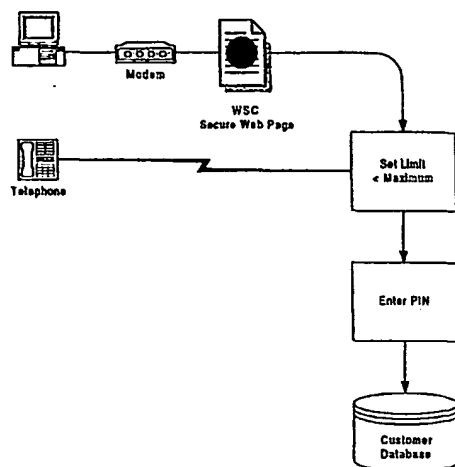 Modem
WSC
Secure Web Page
Telephone
Set Limit
< Maximum
Enter PIN
Customer
Database